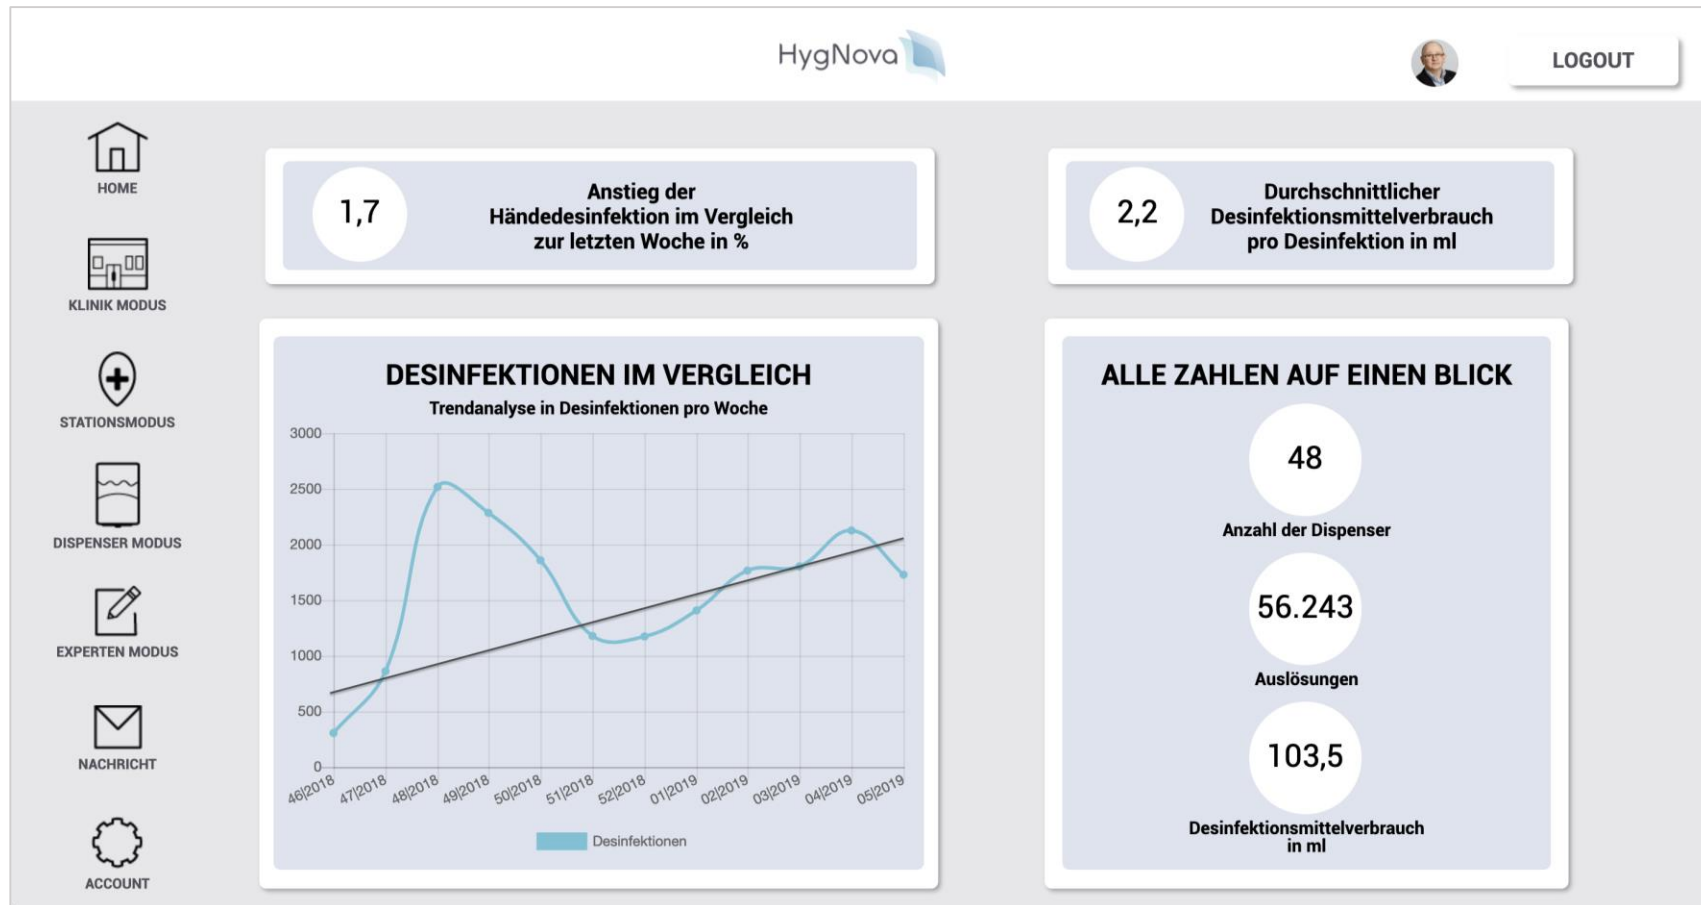 HygNova
LOGOUT
HOME
KLINIK MODUS
STATIONSMODUS
DISPENSER MODUS
EXPERTEN MODUS
NACHRICHT
ACCOUNT
1,7
Anstieg der
Händedesinfektion im Vergleich
zur letzten Woche in %
2,2
Durchschnittlicher
Desinfektionsmittelverbrauch
pro Desinfektion in ml
DESINFEKTIONEN IM VERGLEICH
Trendanalyse in Desinfektionen pro Woche
3000
2500
2000
1500
1000
500
0
46|2018
47|2018
48|2018
49|2018
50|2018
51|2018
52|2018
01|2019
02|2019
03|2019
04|2019
05|2019
Desinfektionen
ALLE ZAHLEN AUF EINEN BLICK
48
Anzahl der Dispenser
56.243
Auslösungen
103,5
Desinfektionsmittelverbrauch
in ml